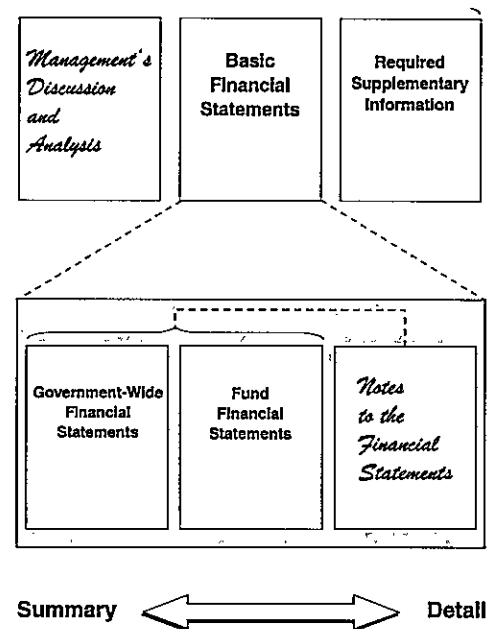 Management's
Discussion
and
Analysis
Basic
Financial
Statements
Required
Supplementary
Information
Government-Wide
Financial
Statements
Fund
Financial
Statements
Notes
to the
Financial
Statements
Summary
Detail